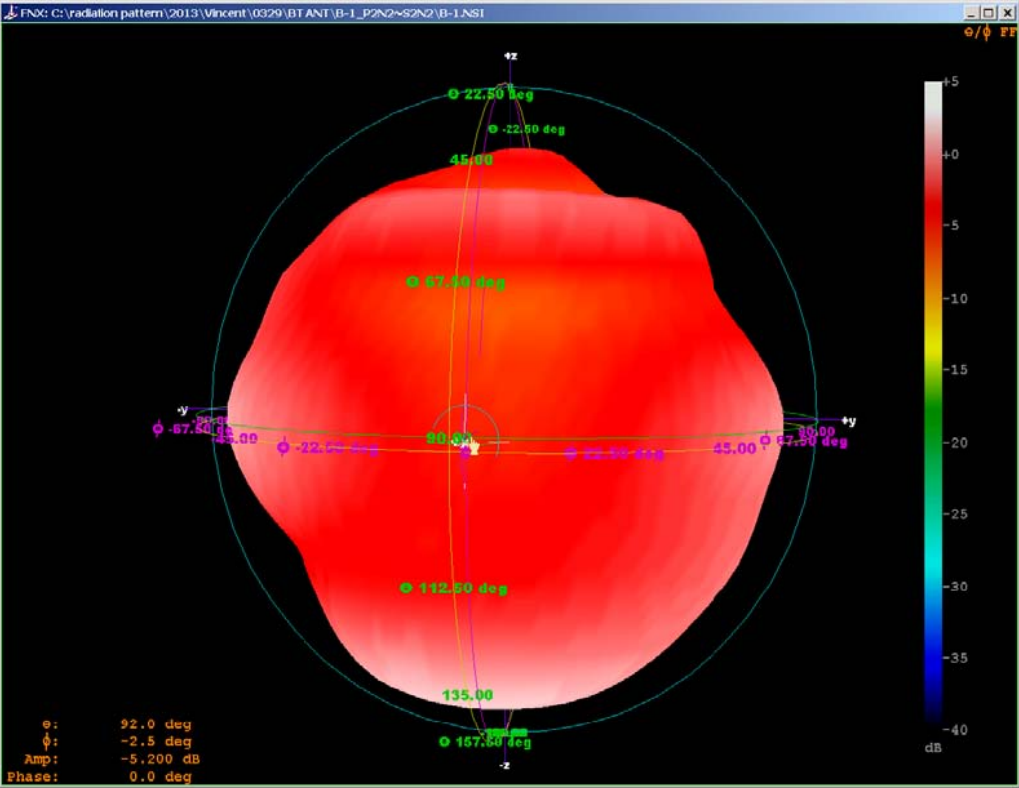 FNX: C:\radiation pattern\2013\Vincent\0329\BT ANT\B-1_P2N2~S2N2\B-1.NSI
Θ/ϕ FF
+z
Θ 22.50 deg
Θ -22.50 deg
45.00
Θ 67.50 deg
-y
+y
ϕ -67.50 de
-90.00
-45.00
ϕ -22.50 deg
90.00
ϕ 22.50 deg
45.00
90.00
ϕ 67.50 deg
Θ 112.50 deg
135.00
Θ 157.50 deg
-z
+5
+0
-5
-10
-15
-20
-25
-30
-35
-40
dB
Θ: 92.0 deg
ϕ: -2.5 deg
Amp: -5.200 dB
Phase: 0.0 deg